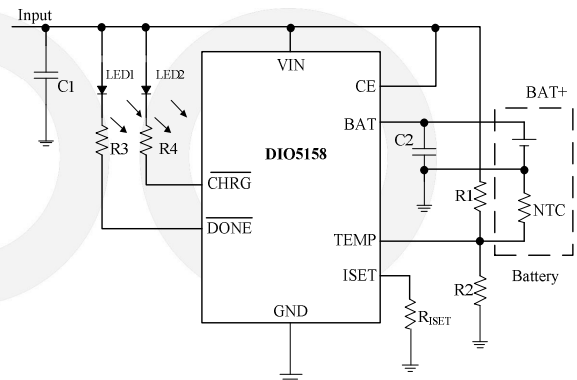 Input
VIN
LED1
LED2
C1
CE
BAT+
BAT
R3
R4
DIO5158
C2
CHRG
R1
NTC
DONE
TEMP
ISET
Battery
R2
GND
RISET